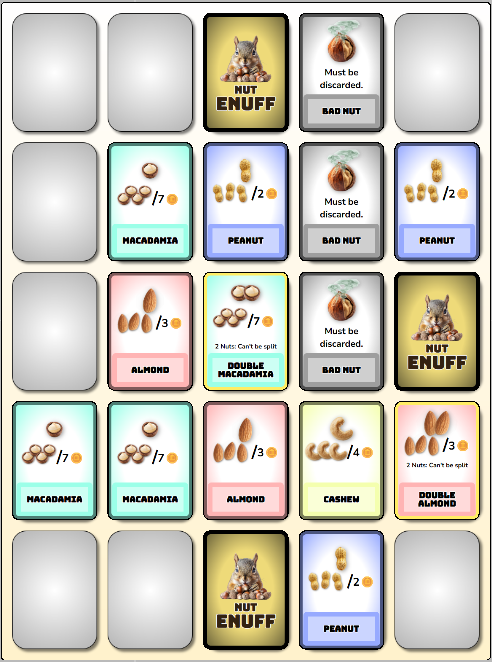 NUT
ENUFF
Must be
discarded.
BAD NUT
/7
MACADAMIA
/2
PEANUT
Must be
discarded.
BAD NUT
/2
PEANUT
/3
ALMOND
/7
2 Nuts: Can't be split
DOUBLE
MACADAMIA
Must be
discarded.
BAD NUT
NUT
ENUFF
/7
MACADAMIA
/7
MACADAMIA
/3
ALMOND
/4
CASHEW
/3
2 Nuts: Can't be split
DOUBLE
ALMOND
NUT
ENUFF
/2
PEANUT